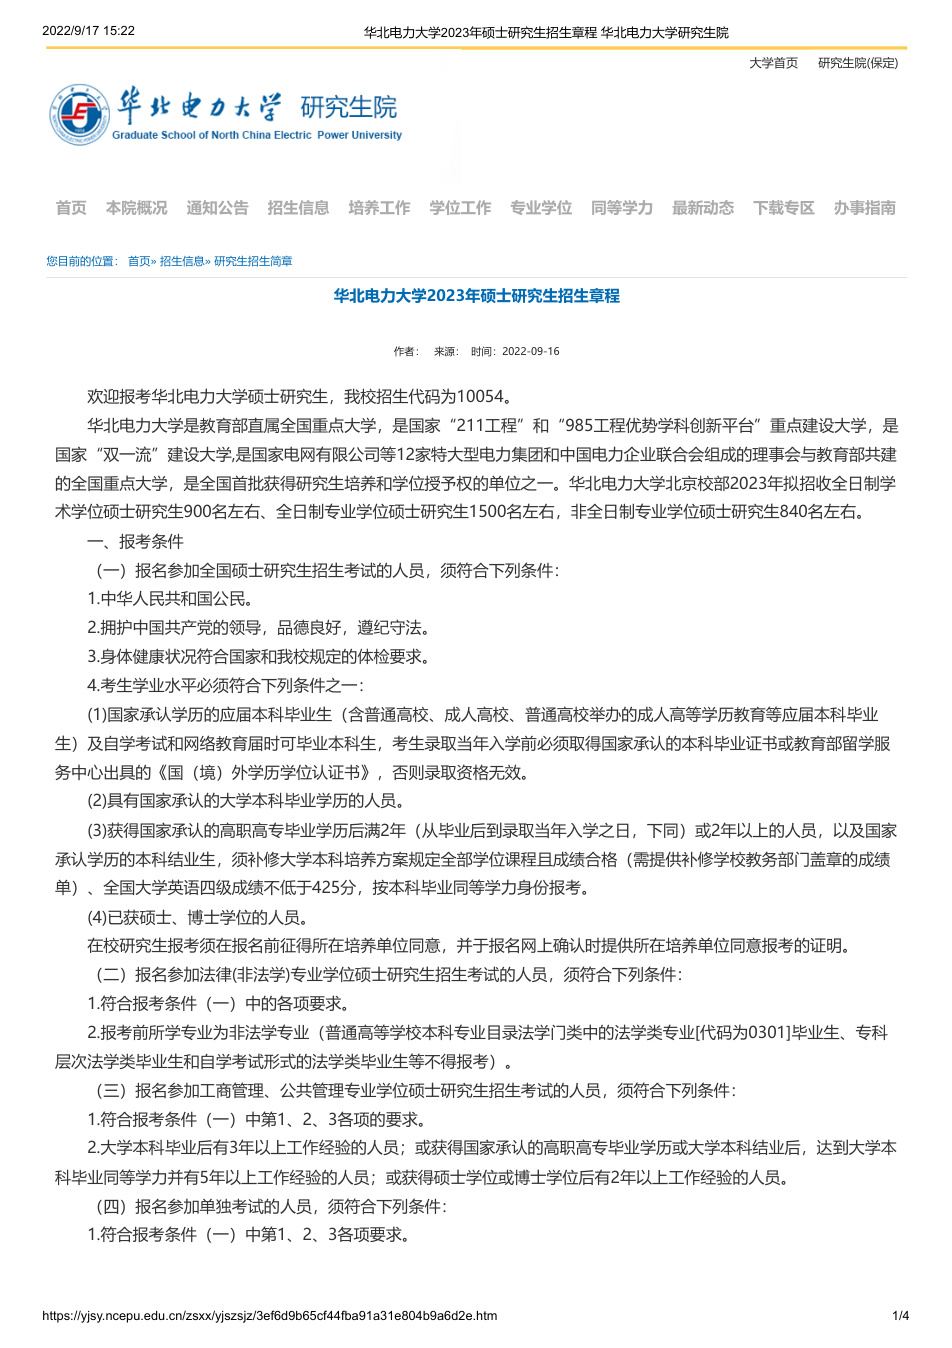 2022/9/17 15:22
华北电力大学2023年硕士研究生招生章程 华北电力大学研究生院
大学首页 研究生院(保定)
华北电力大学 研究生院
Graduate School of North China Electric Power University
首页 本院概况 通知公告 招生信息 培养工作 学位工作 专业学位 同等学力 最新动态 下载专区 办事指南
您目前的位置： 首页» 招生信息» 研究生招生简章
华北电力大学2023年硕士研究生招生章程
作者： 来源： 时间：2022-09-16
欢迎报考华北电力大学硕士研究生，我校招生代码为10054。
华北电力大学是教育部直属全国重点大学，是国家“211工程”和“985工程优势学科创新平台”重点建设大学，是
国家“双一流”建设大学,是国家电网有限公司等12家特大型电力集团和中国电力企业联合会组成的理事会与教育部共建
的全国重点大学，是全国首批获得研究生培养和学位授予权的单位之一。华北电力大学北京校部2023年拟招收全日制学
术学位硕士研究生900名左右、全日制专业学位硕士研究生1500名左右，非全日制专业学位硕士研究生840名左右。
一、报考条件
（一）报名参加全国硕士研究生招生考试的人员，须符合下列条件：
1.中华人民共和国公民。
2.拥护中国共产党的领导，品德良好，遵纪守法。
3.身体健康状况符合国家和我校规定的体检要求。
4.考生学业水平必须符合下列条件之一：
(1)国家承认学历的应届本科毕业生（含普通高校、成人高校、普通高校举办的成人高等学历教育等应届本科毕业
生）及自学考试和网络教育届时可毕业本科生，考生录取当年入学前必须取得国家承认的本科毕业证书或教育部留学服
务中心出具的《国（境）外学历学位认证书》，否则录取资格无效。
(2)具有国家承认的大学本科毕业学历的人员。
(3)获得国家承认的高职高专毕业学历后满2年（从毕业后到录取当年入学之日，下同）或2年以上的人员，以及国家
承认学历的本科结业生，须补修大学本科培养方案规定全部学位课程且成绩合格（需提供补修学校教务部门盖章的成绩
单）、全国大学英语四级成绩不低于425分，按本科毕业同等学力身份报考。
(4)已获硕士、博士学位的人员。
在校研究生报考须在报名前征得所在培养单位同意，并于报名网上确认时提供所在培养单位同意报考的证明。
（二）报名参加法律(非法学)专业学位硕士研究生招生考试的人员，须符合下列条件：
1.符合报考条件（一）中的各项要求。
2.报考前所学专业为非法学专业（普通高等学校本科专业目录法学门类中的法学类专业[代码为0301]毕业生、专科
层次法学类毕业生和自学考试形式的法学类毕业生等不得报考）。
（三）报名参加工商管理、公共管理专业学位硕士研究生招生考试的人员，须符合下列条件：
1.符合报考条件（一）中第1、2、3各项的要求。
2.大学本科毕业后有3年以上工作经验的人员；或获得国家承认的高职高专毕业学历或大学本科结业后，达到大学本
科毕业同等学力并有5年以上工作经验的人员；或获得硕士学位或博士学位后有2年以上工作经验的人员。
（四）报名参加单独考试的人员，须符合下列条件：
1.符合报考条件（一）中第1、2、3各项要求。
https://yjsy.ncepu.edu.cn/zsxx/yjszsjz/3ef6d9b65cf44fba91a31e804b9a6d2e.htm
1/4